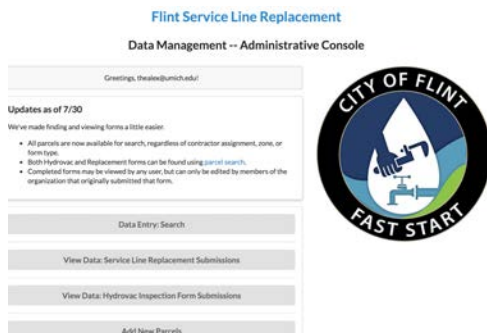 Flint Service Line Replacement
Data Management -- Administrative Console
Greetings, thealex@umich.edu!
Updates as of 7/30
We've made finding and viewing forms a little easier.
All parcels are now available for search, regardless of contractor assignment, zone, or
form type.
Both Hydrovac and Replacement forms can be found using parcel search.
Completed forms may be viewed by any user, but can only be edited by members of the
organization that originally submitted that form.
CITY OF FLINT
FAST START
Data Entry: Search
View Data: Service Line Replacement Submissions
View Data: Hydrovac Inspection Form Submissions
Add New Parcels